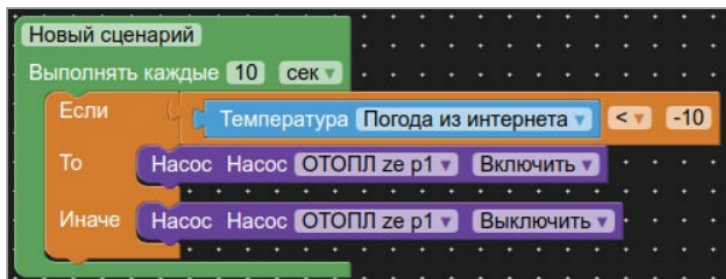 Новый сценарий
Выполнять каждые 10 сек
Если Температура Погода из интернета < -10
То Насос Насос ОТОПЛ ze p1 Включить
Иначе Насос Насос ОТОПЛ ze p1 Выключить